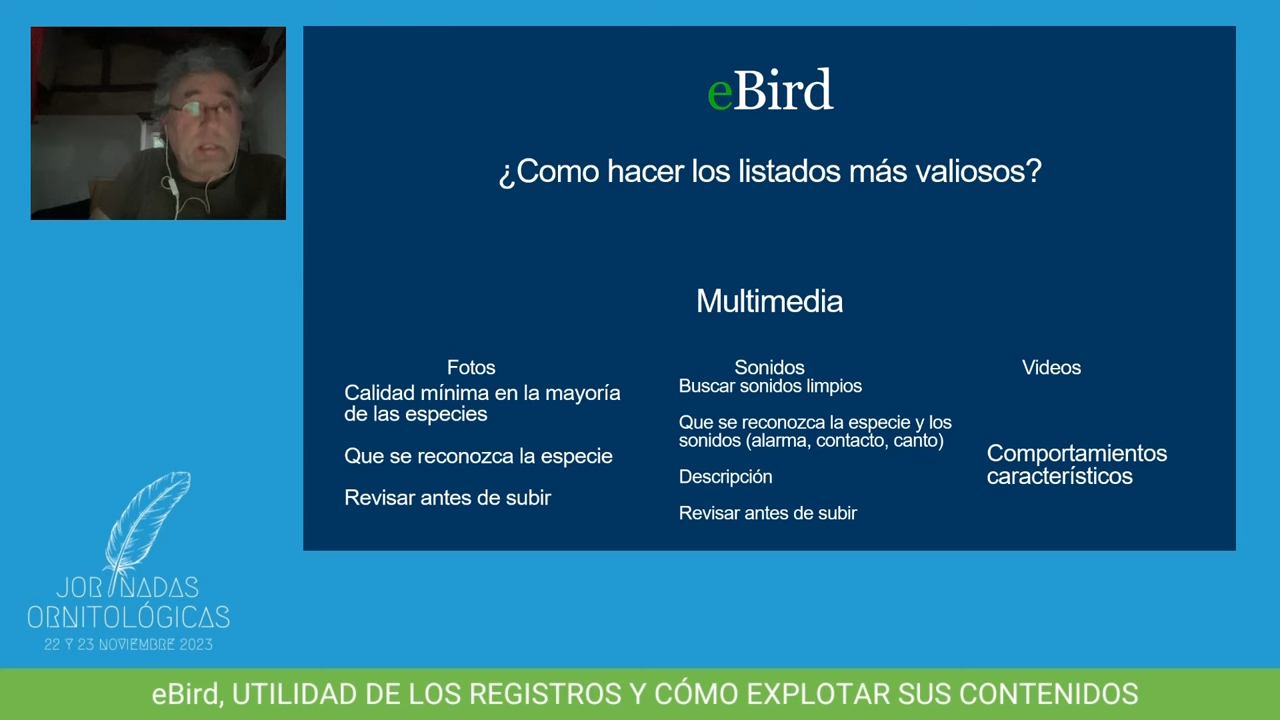 eBird
¿Como hacer los listados más valiosos?
Multimedia
Fotos
Calidad mínima en la mayoría
de las especies
Que se reconozca la especie
Revisar antes de subir
Sonidos
Buscar sonidos limpios
Que se reconozca la especie y los
sonidos (alarma, contacto, canto)
Descripción
Revisar antes de subir
Videos
Comportamientos
característicos
JORNADAS
ORNITOLÓGICAS
22 Y 23 NOVIEMBRE 2023
eBird, UTILIDAD DE LOS REGISTROS Y CÓMO EXPLOTAR SUS CONTENIDOS